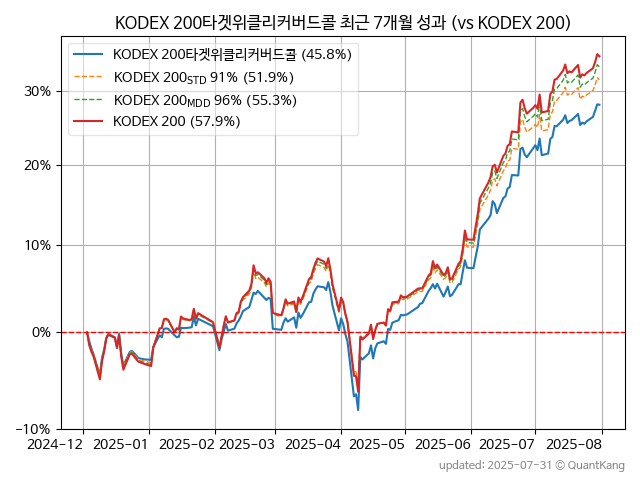 KODEX 200타겟위클리커버드콜 최근 7개월 성과 (vs KODEX 200)
KODEX 200타겟위클리커버드콜 (45.8%)
KODEX 200STD 91% (51.9%)
KODEX 200MDD 96% (55.3%)
KODEX 200 (57.9%)
30%
20%
10%
0%
−10%
2024-12 2025-01 2025-02 2025-03 2025-04 2025-05 2025-06 2025-07 2025-08
updated: 2025-07-31 © QuantKang